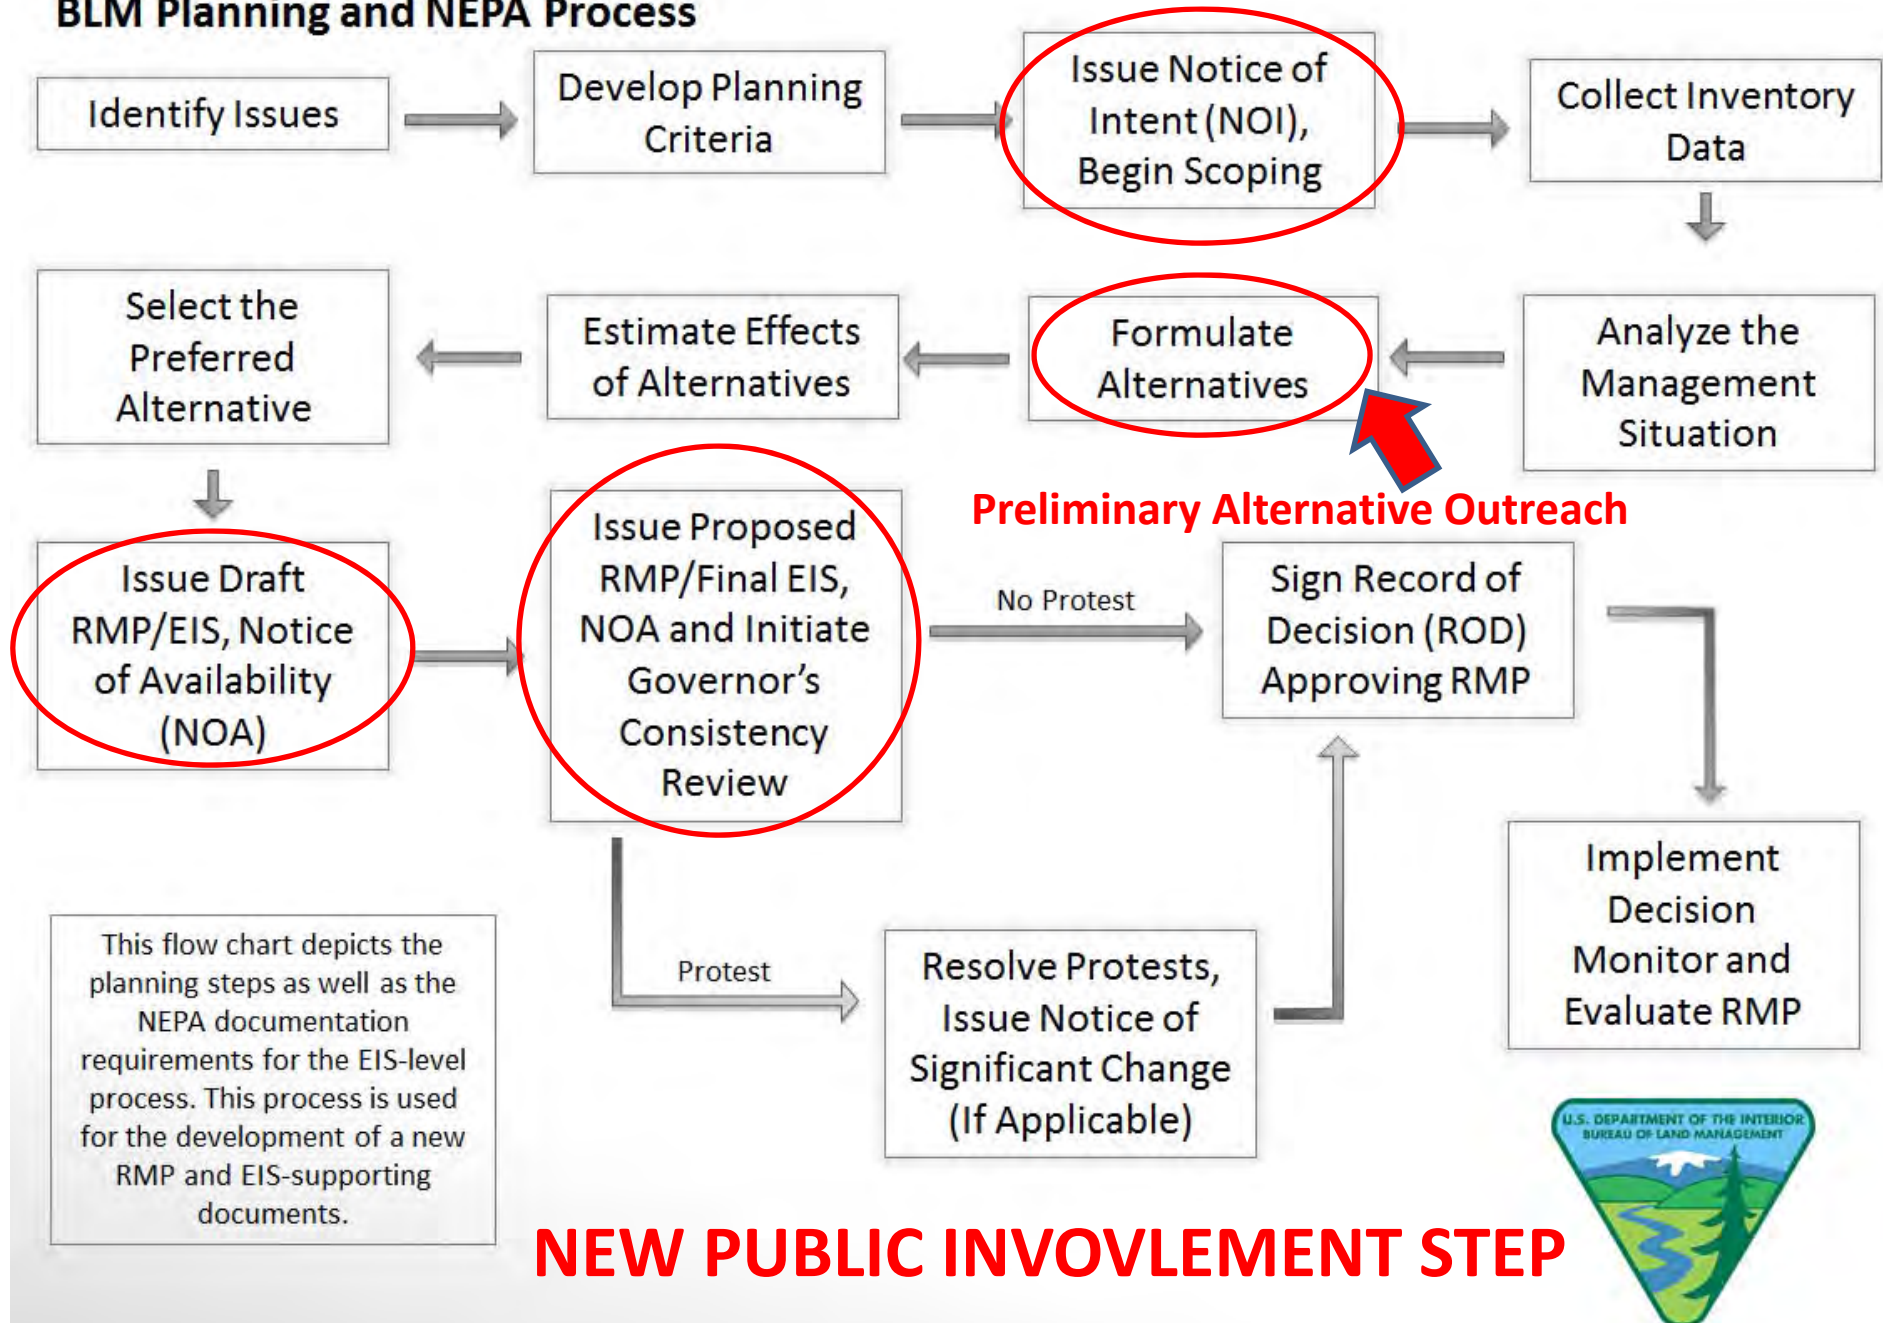 BLM Planning and NEPA Process
Identify Issues
Develop Planning
Criteria
Issue Notice of
Intent (NOI),
Begin Scoping
Collect Inventory
Data
Analyze the
Management
Situation
Formulate
Alternatives
Preliminary Alternative Outreach
Estimate Effects
of Alternatives
Select the
Preferred
Alternative
Issue Draft
RMP/EIS, Notice
of Availability
(NOA)
Issue Proposed
RMP/Final EIS,
NOA and Initiate
Governor’s
Consistency
Review
No Protest
Sign Record of
Decision (ROD)
Approving RMP
Protest
Resolve Protests,
Issue Notice of
Significant Change
(If Applicable)
Implement
Decision
Monitor and
Evaluate RMP
This flow chart depicts the
planning steps as well as the
NEPA documentation
requirements for the EIS-level
process. This process is used
for the development of a new
RMP and EIS-supporting
documents.
NEW PUBLIC INVOVLEMENT STEP
U.S. DEPARTMENT OF THE INTERIOR
BUREAU OF LAND MANAGEMENT